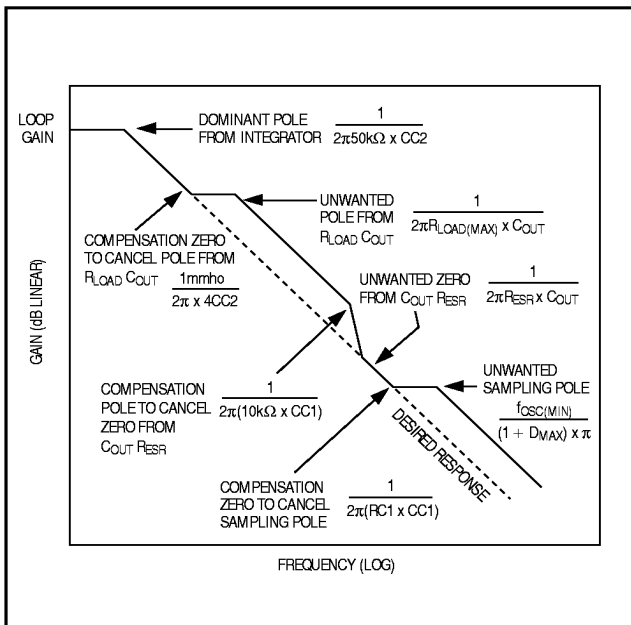 LOOP
GAIN
DOMINANT POLE
FROM INTEGRATOR
1
2π50kΩ x CC2
UNWANTED
POLE FROM
RLOAD COUT
1
2πRLOAD(MAX) x COUT
COMPENSATION ZERO
TO CANCEL POLE FROM
RLOAD COUT
1mmho
2π x 4CC2
UNWANTED ZERO
FROM COUT RESR
1
2πRESR x COUT
GAIN (dB LINEAR)
COMPENSATION
POLE TO CANCEL
ZERO FROM
COUT RESR
1
2π(10kΩ x CC1)
UNWANTED
SAMPLING POLE
fOSC(MIN)
(1 + DMAX) x π
DESIRED RESPONSE
COMPENSATION
ZERO TO CANCEL
SAMPLING POLE
1
2π(RC1 x CC1)
FREQUENCY (LOG)